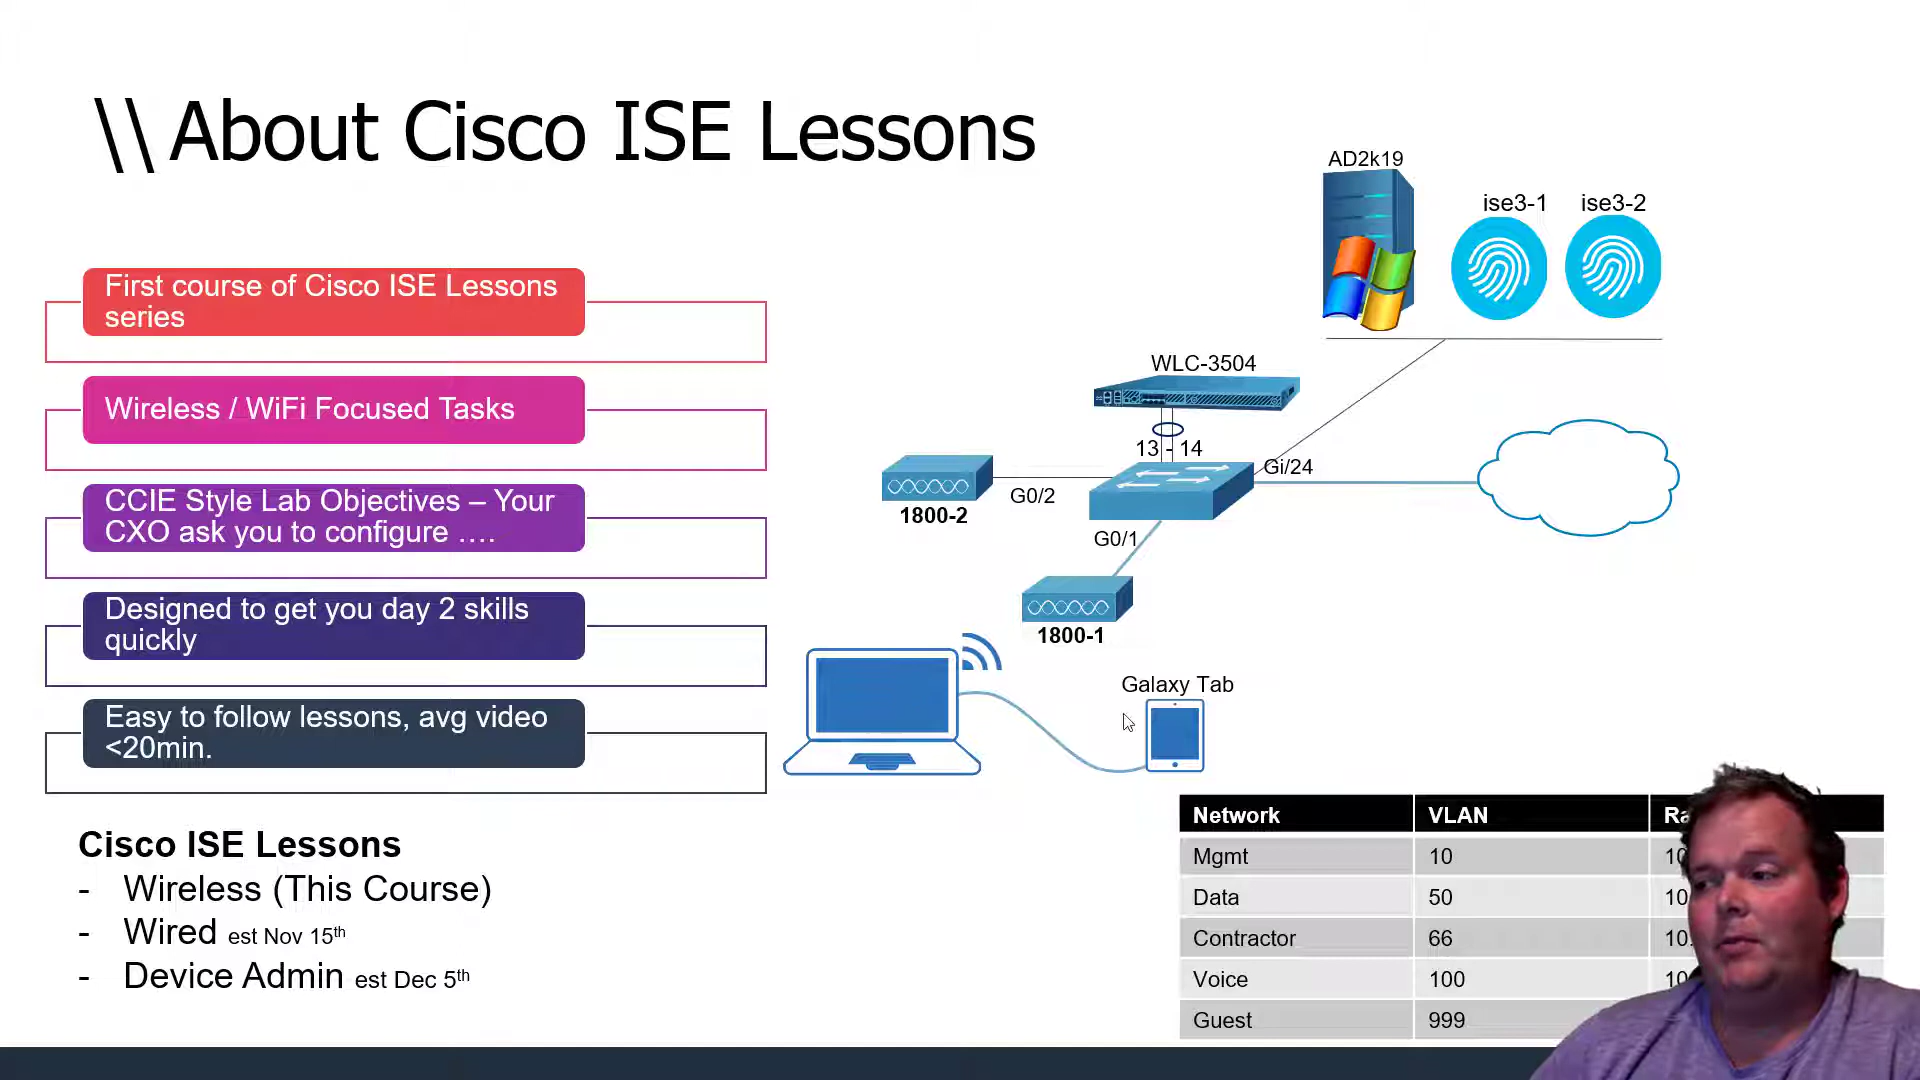 \\ About Cisco ISE Lessons
First course of Cisco ISE Lessons
series
Wireless / WiFi Focused Tasks
CCIE Style Lab Objectives – Your
CXO ask you to configure ….
Designed to get you day 2 skills
quickly
Easy to follow lessons, avg video
<20min.
Cisco ISE Lessons
- Wireless (This Course)
- Wired est Nov 15th
- Device Admin est Dec 5th
AD2k19
ise3-1 ise3-2
WLC-3504
13 - 14
Gi/24
G0/2
1800-2
G0/1
1800-1
Galaxy Tab
Network VLAN
Mgmt 10
Data 50
Contractor 66
Voice 100
Guest 999